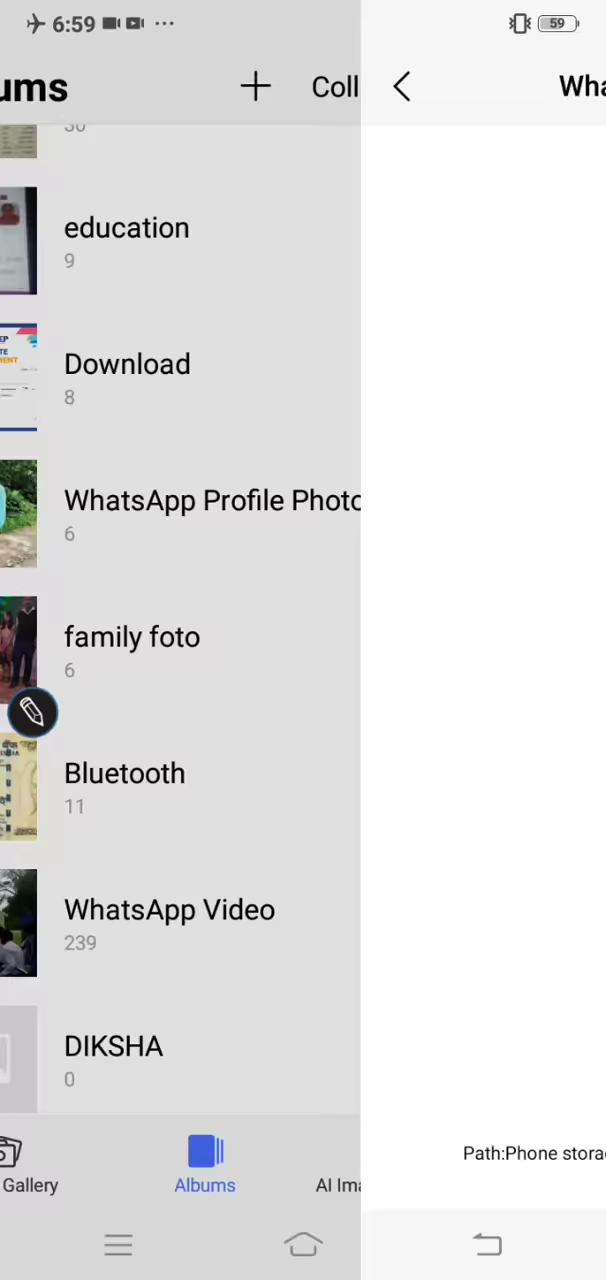 6:59
59
ums
Coll
Wha
30
education
9
Download
8
WhatsApp Profile Photo
6
family foto
6
Bluetooth
11
WhatsApp Video
239
DIKSHA
0
Path:Phone stora
Gallery
Albums
AI Ima